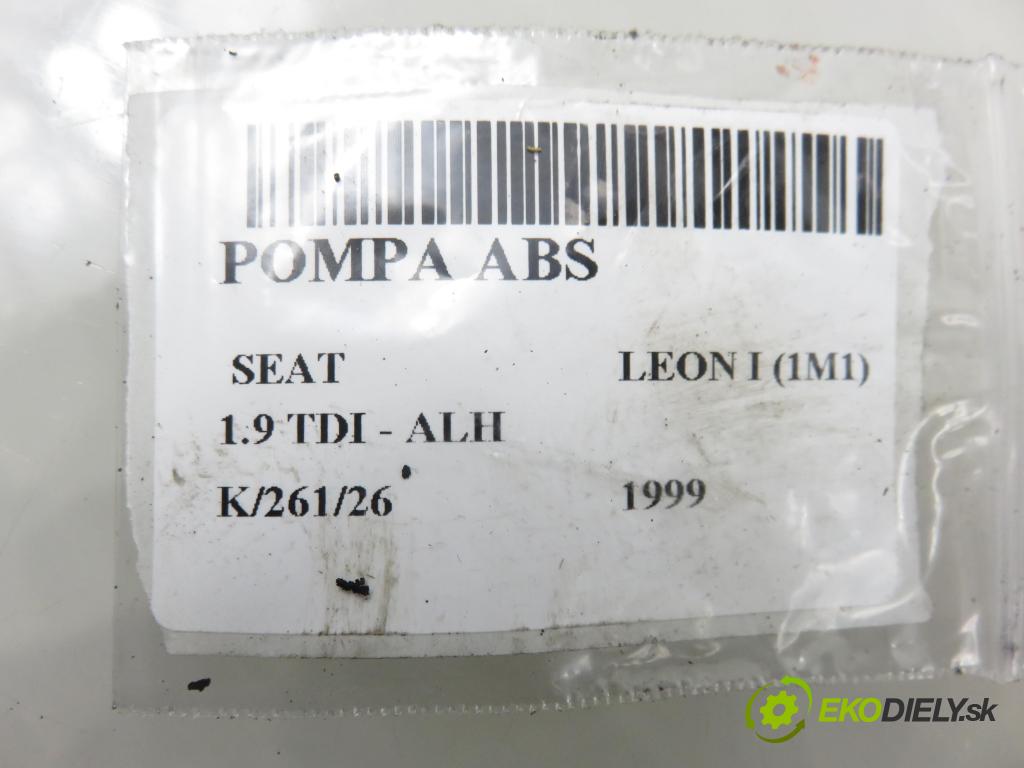 POMPA ABS
SEAT LEON I (1M1)
1.9 TDI - ALH
K/261/26 1999
EKODIELY.sk